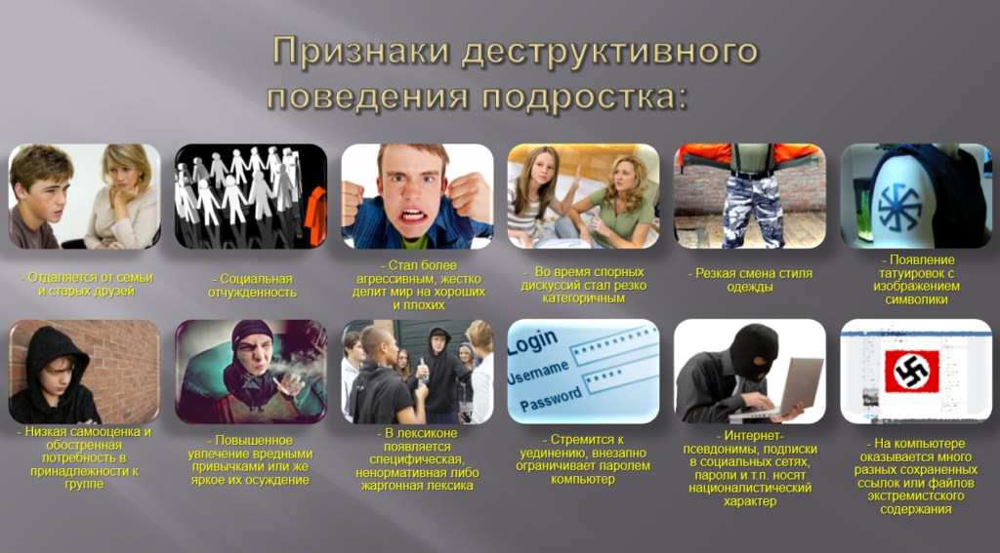 Признаки деструктивного
поведения подростка:
- Отдаляется от семьи
и старых друзей
- Социальная
отчужденность
- Стал более
агрессивным, жестко
делит мир на хороших
и плохих
- Во время спорных
дискуссий стал резко
категоричным
- Резкая смена стиля
одежды
- Появление
татуировок с
изображением
символики
Login
Username
Password
- Низкая самооценка и
обостренная
потребность в
принадлежности к
группе
- Повышенное
увлечение вредными
привычками или же
яркое их осуждение
- В лексиконе
появляется
специфическая,
ненормативная либо
жаргонная лексика
- Стремится к
уединению, внезапно
ограничивает паролем
компьютер
- Интернет-
псевдонимы, подписки
в социальных сетях,
пароли и т.п. носят
националистический
характер
- На компьютере
оказывается много
разных сохраненных
ссылок или файлов
экстремистского
содержания